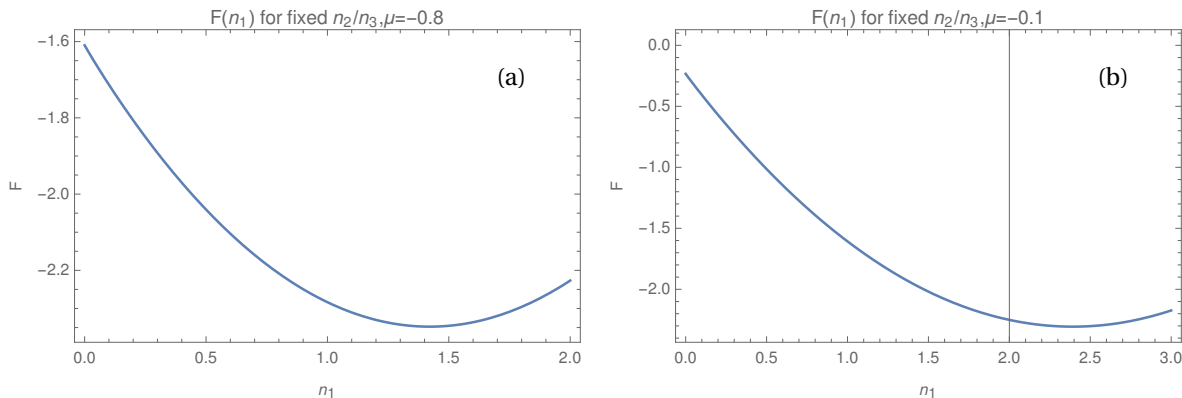 F(n₁) for fixed n₂/n₃,μ=−0.8
(a)
F
−1.6
−1.8
−2.0
−2.2
0.0 0.5 1.0 1.5 2.0
n₁
F(n₁) for fixed n₂/n₃,μ=−0.1
(b)
F
0.0
−0.5
−1.0
−1.5
−2.0
0.0 0.5 1.0 1.5 2.0 2.5 3.0
n₁